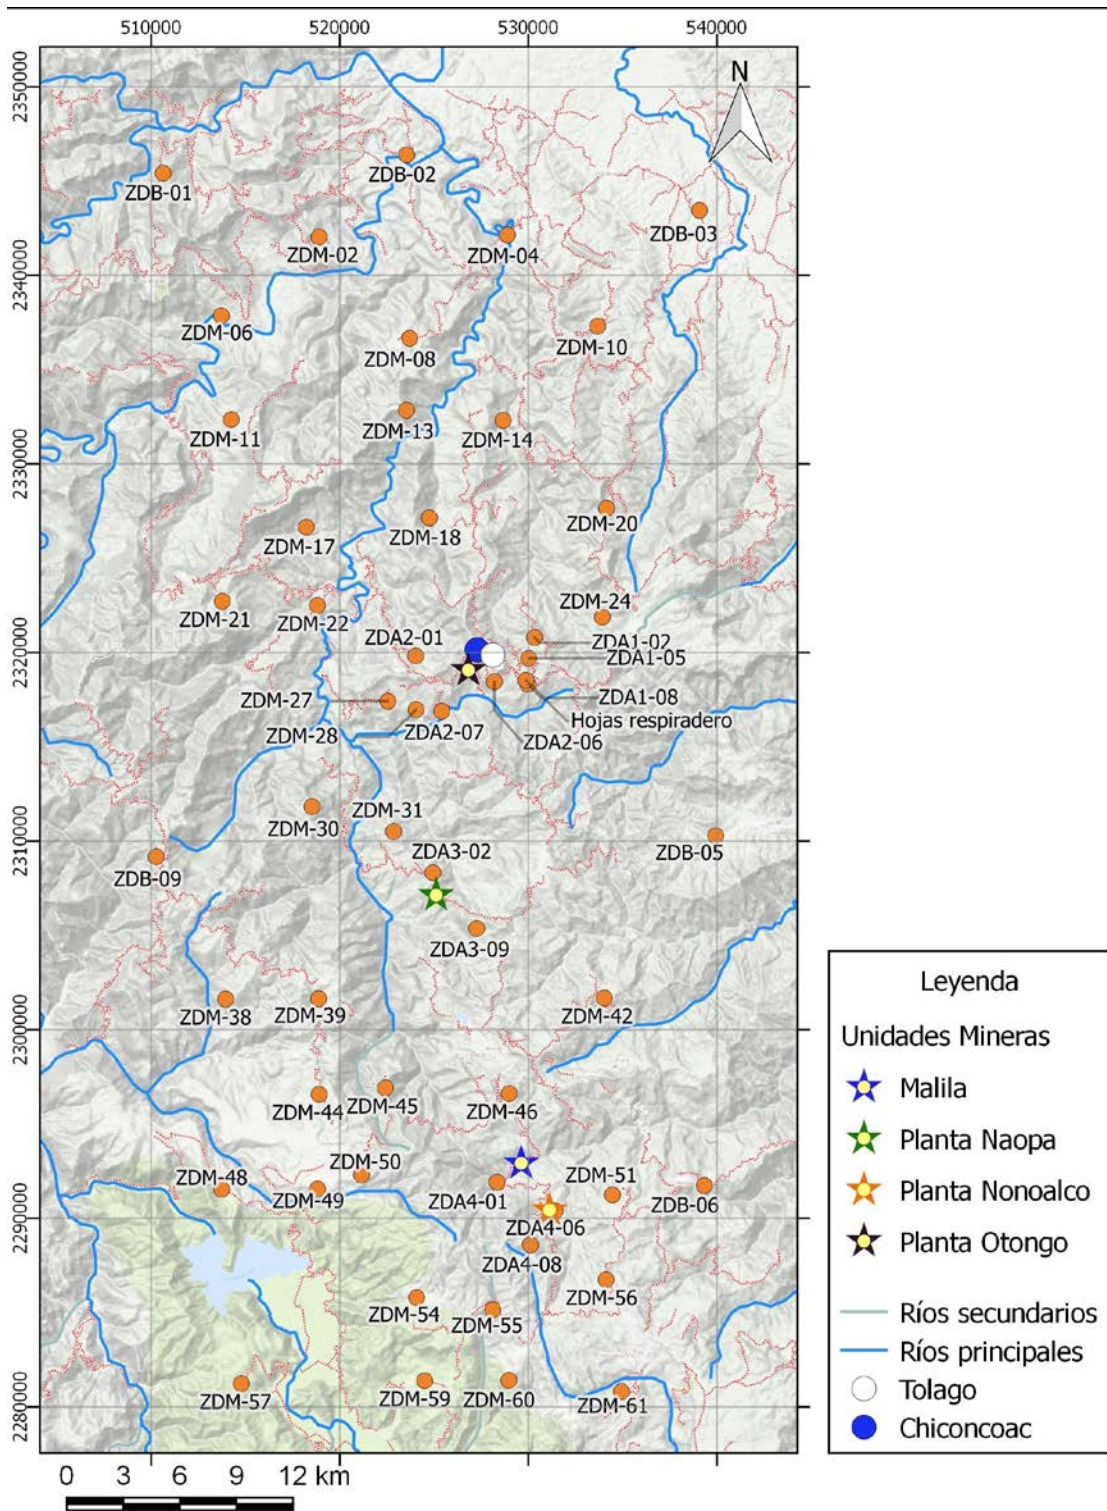 510000
520000
530000
540000
2350000
2340000
2330000
2320000
2310000
2300000
2290000
2280000
N
ZDB-01
ZDB-02
ZDB-03
ZDM-02
ZDM-04
ZDM-06
ZDM-08
ZDM-10
ZDM-11
ZDM-13
ZDM-14
ZDM-17
ZDM-18
ZDM-20
ZDM-21
ZDM-22
ZDM-24
ZDA2-01
ZDA1-02
ZDA1-05
ZDM-27
ZDA1-08
Hojas respiradero
ZDM-28
ZDA2-07
ZDA2-06
ZDM-30
ZDM-31
ZDA3-02
ZDB-05
ZDB-09
ZDA3-09
ZDM-38
ZDM-39
ZDM-42
ZDM-44
ZDM-45
ZDM-46
ZDM-48
ZDM-50
ZDM-49
ZDA4-01
ZDM-51
ZDB-06
ZDA4-06
ZDA4-08
ZDM-54
ZDM-55
ZDM-56
ZDM-57
ZDM-59
ZDM-60
ZDM-61
0 3 6 9 12 km
Leyenda
Unidades Mineras
Malila
Planta Naopa
Planta Nonoalco
Planta Otongo
Ríos secundarios
Ríos principales
Tolago
Chiconcoac